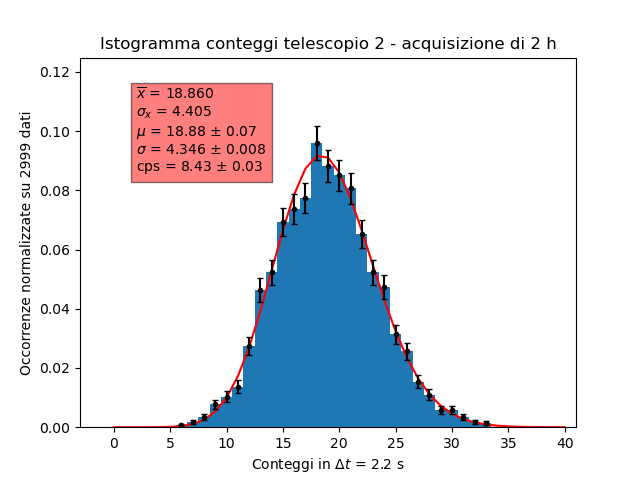 Istogramma conteggi telescopio 2 - acquisizione di 2 h
Occorrenze normalizzate su 2999 dati
0.12
0.10
0.08
0.06
0.04
0.02
0.00
x̅ = 18.860
σₓ = 4.405
μ = 18.88 ± 0.07
σ = 4.346 ± 0.008
cps = 8.43 ± 0.03
0 5 10 15 20 25 30 35 40
Conteggi in Δt = 2.2 s